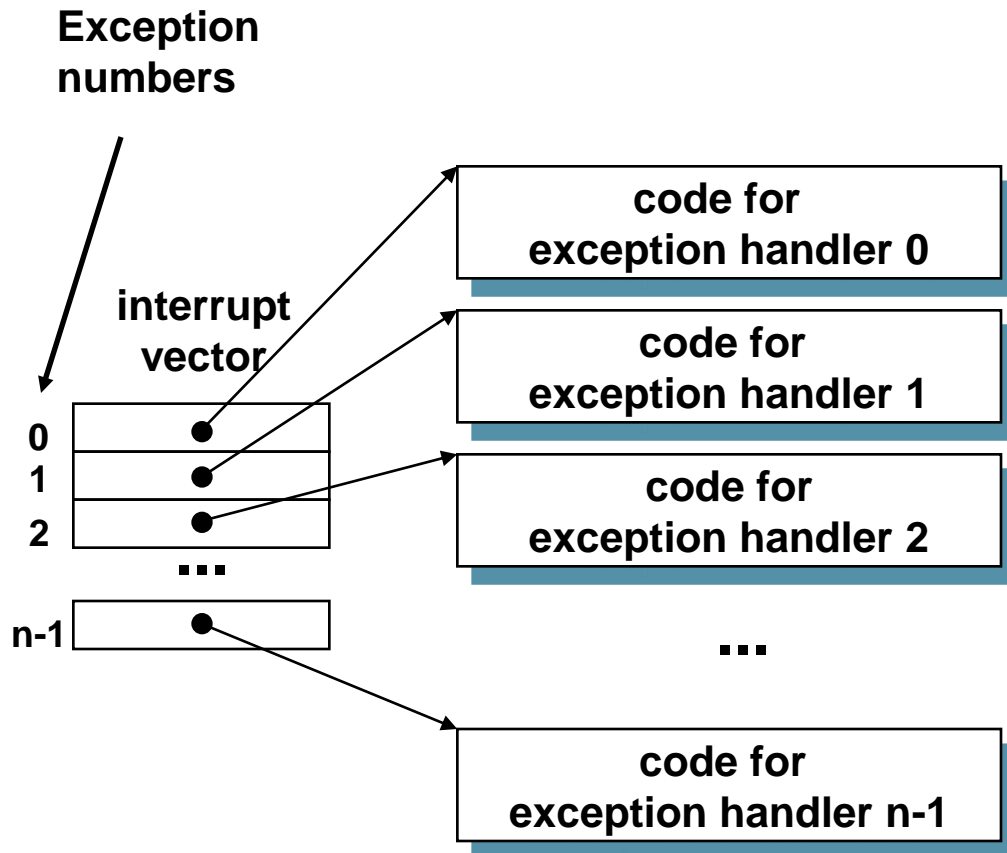 Exception
numbers
code for
exception handler 0
interrupt
vector
code for
exception handler 1
0
1
2
code for
exception handler 2
...
n-1
...
code for
exception handler n-1